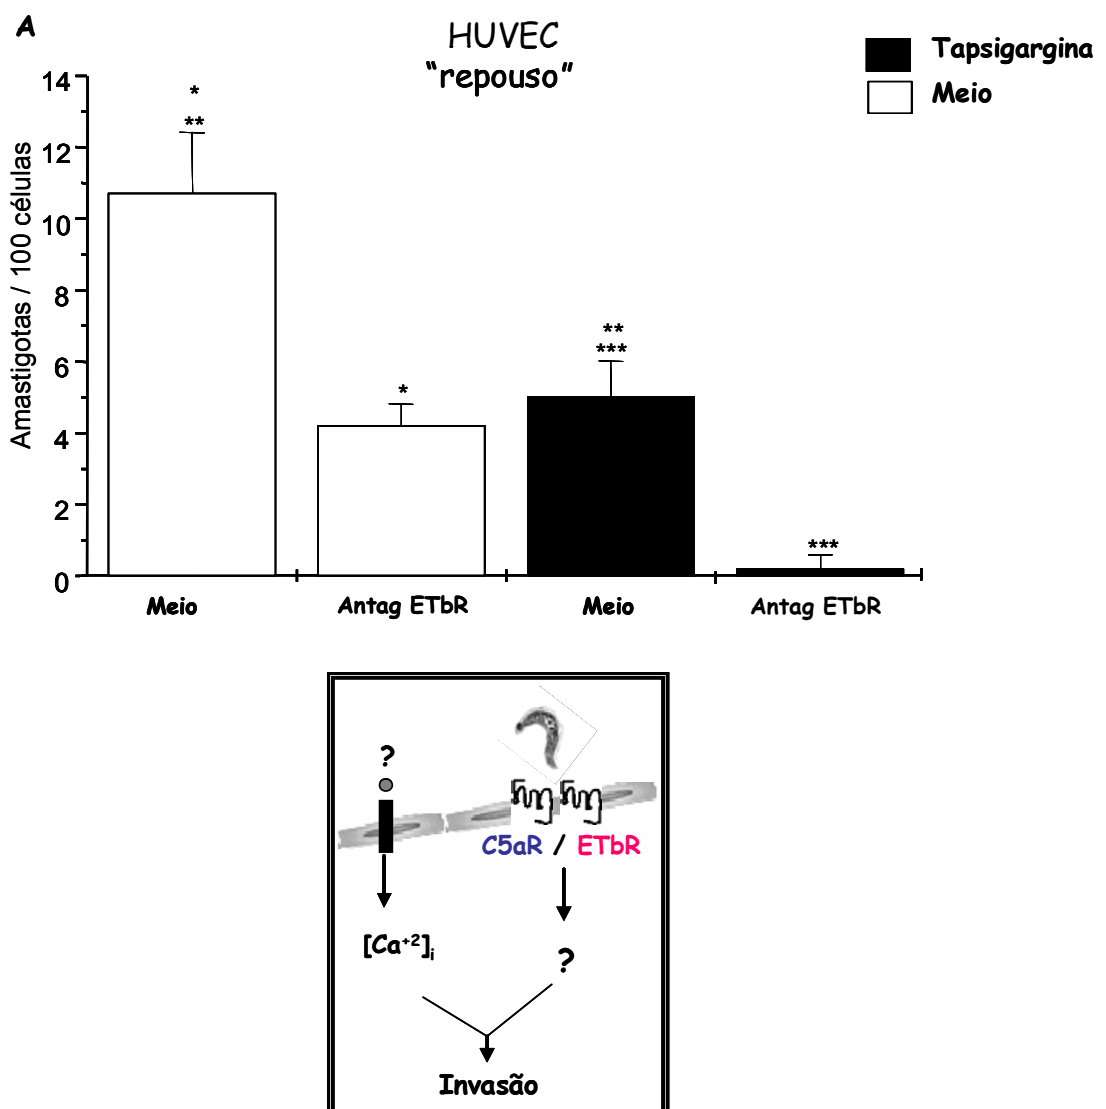 A
HUVEC
“repouso”
Tapsigargina
Meio
Amastigotas / 100 células
14
12
10
8
6
4
2
0
*
**
*
**
***
***
Meio
Antag ETbR
Meio
Antag ETbR
?
C5aR / ETbR
[Ca⁺²]ᵢ
?
Invasão